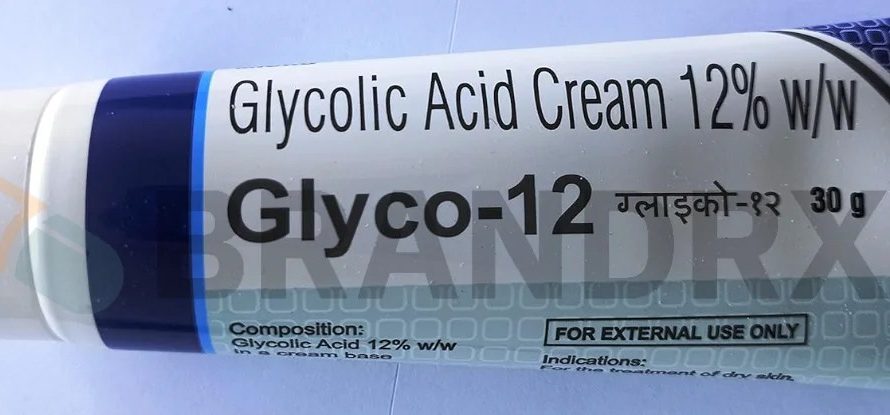 Glycolic Acid Cream 12% w/w
Glyco-12 ग्लाइको-१२ 30 g
BRANDRX
Composition:
Glycolic Acid 12% w/w
in a cream base
FOR EXTERNAL USE ONLY
Indications:
For the treatment of dry skin,